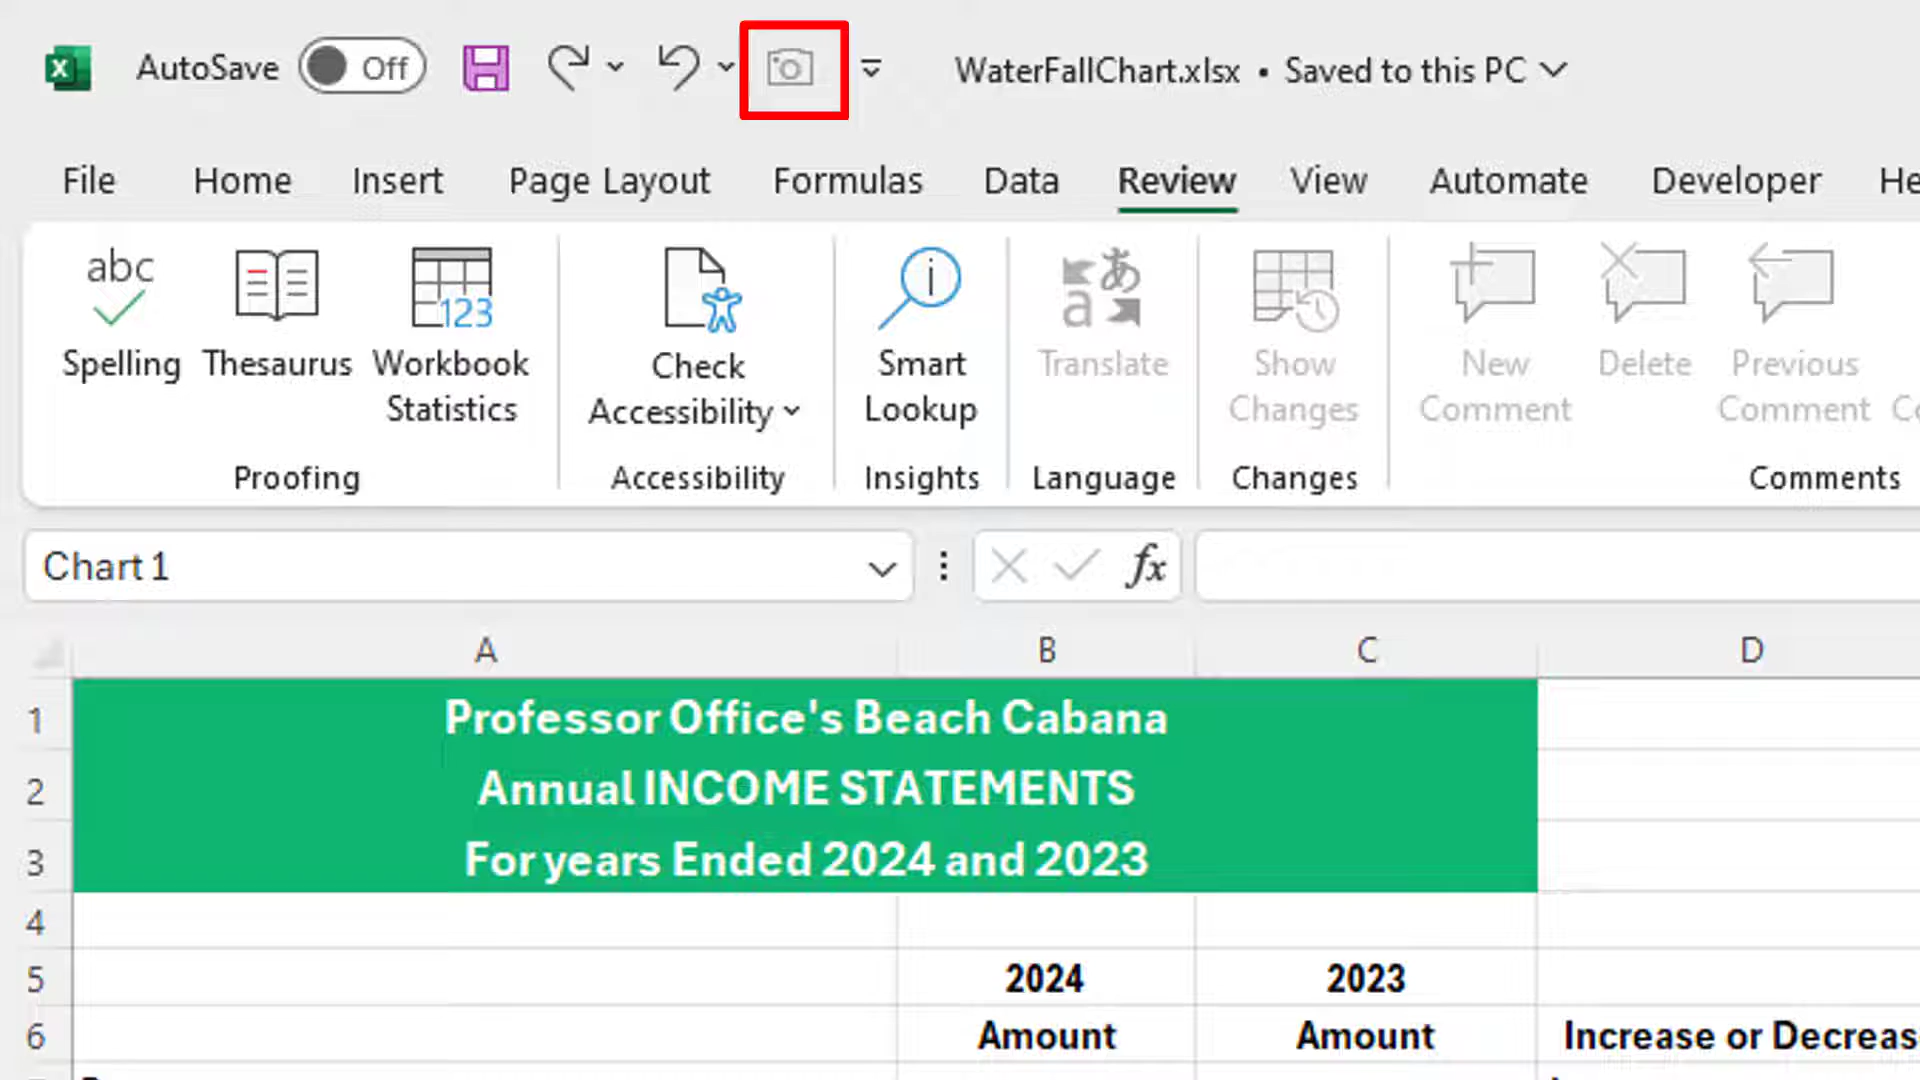 AutoSave Off WaterFallChart.xlsx • Saved to this PC
File Home Insert Page Layout Formulas Data Review View Automate Developer He
abc
Spelling
Thesaurus
123
Workbook
Statistics
Proofing
Check
Accessibility
Accessibility
Smart
Lookup
Insights
あ
a
Translate
Language
Show
Changes
Changes
New
Comment
Delete
Previous
Comment
Comments
Chart 1
fx
A B C D
1 Professor Office's Beach Cabana
2 Annual INCOME STATEMENTS
3 For years Ended 2024 and 2023
4
5 2024 2023
6 Amount Amount Increase or Decreas